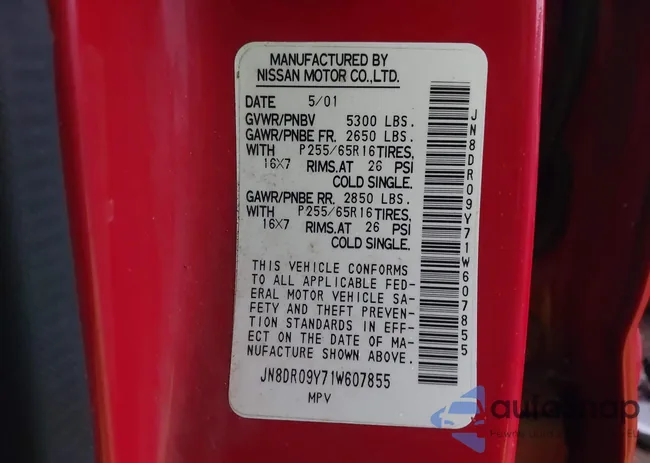 MANUFACTURED BY
NISSAN MOTOR CO.,LTD.
DATE 5/01
GVWR/PNBV 5300 LBS.
GAWR/PNBE FR. 2650 LBS.
WITH P255/65R16TIRES,
16X7 RIMS.AT 26 PSI
COLD SINGLE.
GAWR/PNBE RR. 2850 LBS.
WITH P255/65R16TIRES,
16X7 RIMS.AT 26 PSI
COLD SINGLE.
THIS VEHICLE CONFORMS
TO ALL APPLICABLE FED-
ERAL MOTOR VEHICLE SA-
FETY AND THEFT PREVEN-
TION STANDARDS IN EFF-
ECT ON THE DATE OF MA-
NUFACTURE SHOWN ABOVE.
JN8DR09Y71W607855
MPV
JN8DR09Y71W607855